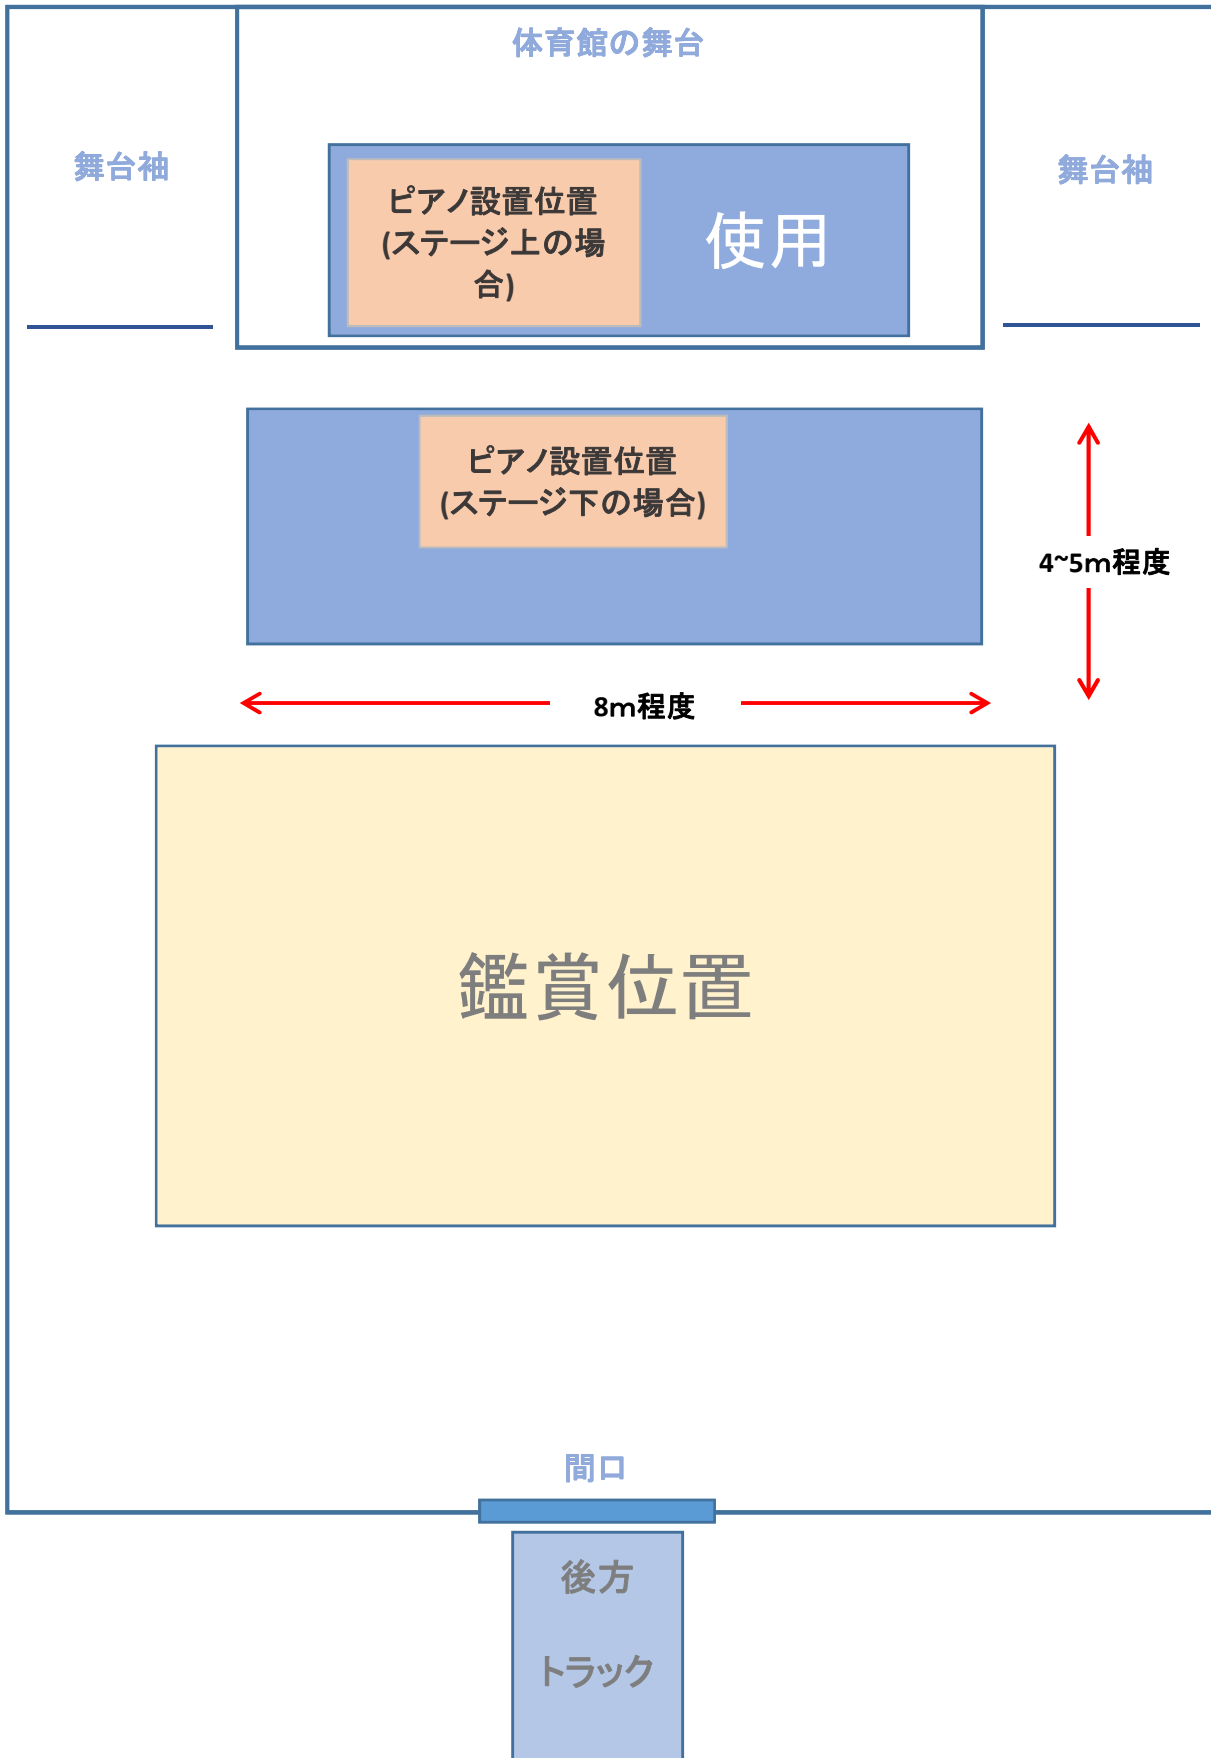 体育館の舞台
舞台袖
舞台袖
ピアノ設置位置
(ステージ上の場
合)
使用
ピアノ設置位置
(ステージ下の場合)
4~5m程度
8m程度
鑑賞位置
間口
後方
トラック